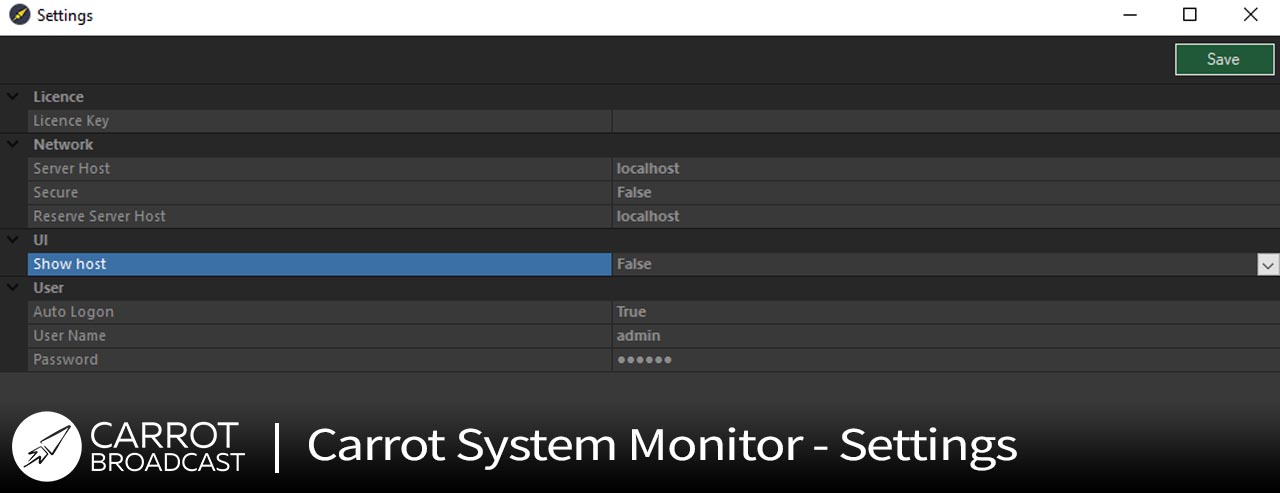 Settings
Save
Licence
Licence Key
Network
Server Host localhost
Secure False
Reserve Server Host localhost
UI
Show host False
User
Auto Logon True
User Name admin
Password ●●●●●●
CARROT
BROADCAST
Carrot System Monitor - Settings